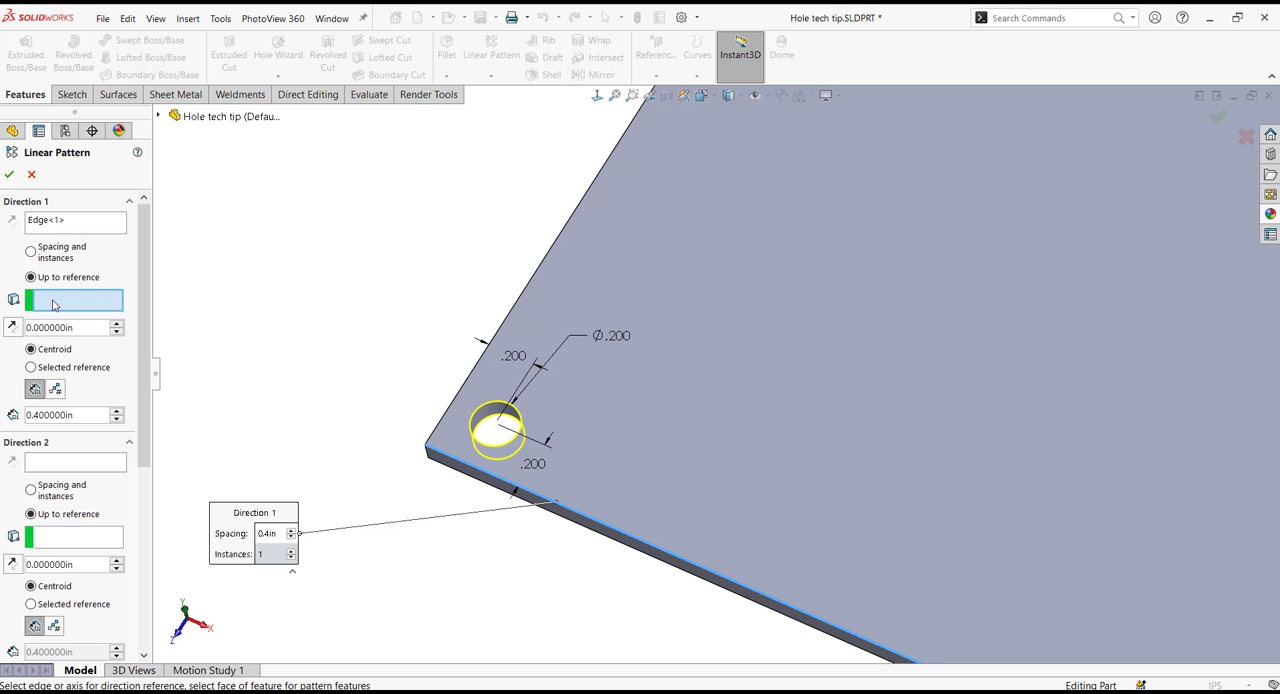 SOLIDWORKS File Edit View Insert Tools PhotoView 360 Window Hole tech tip.SLDPRT * Search Commands
Extruded Boss/Base
Revolved Boss/Base
Swept Boss/Base
Lofted Boss/Base
Boundary Boss/Base
Extruded Cut
Hole Wizard
Revolved Cut
Swept Cut
Lofted Cut
Boundary Cut
Fillet
Linear Pattern
Rib
Draft
Shell
Wrap
Intersect
Mirror
Referenc...
Curves
Instant3D
Dome
Features Sketch Surfaces Sheet Metal Weldments Direct Editing Evaluate Render Tools
Hole tech tip (Defau...
Linear Pattern
Direction 1
Edge<1>
Spacing and
instances
Up to reference
0.000000in
Centroid
Selected reference
0.400000in
Direction 2
Spacing and
instances
Up to reference
0.000000in
Centroid
Selected reference
0.400000in
Ø.200
.200
.200
Direction 1
Spacing: 0.4in
Instances: 1
Y
X
Z
Model 3D Views Motion Study 1
Select edge or axis for direction reference, select face of feature for pattern features Editing Part IPS